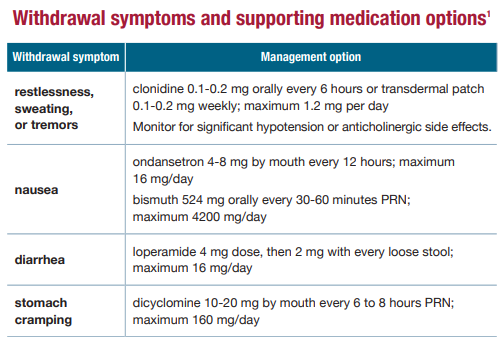 Withdrawal symptoms and supporting medication options1
Withdrawal symptom
Management option
restlessness,
sweating,
or tremors
clonidine 0.1-0.2 mg orally every 6 hours or transdermal patch
0.1-0.2 mg weekly; maximum 1.2 mg per day
Monitor for significant hypotension or anticholinergic side effects.
nausea
ondansetron 4-8 mg by mouth every 12 hours; maximum
16 mg/day
bismuth 524 mg orally every 30-60 minutes PRN;
maximum 4200 mg/day
diarrhea
loperamide 4 mg dose, then 2 mg with every loose stool;
maximum 16 mg/day
stomach
cramping
dicyclomine 10-20 mg by mouth every 6 to 8 hours PRN;
maximum 160 mg/day